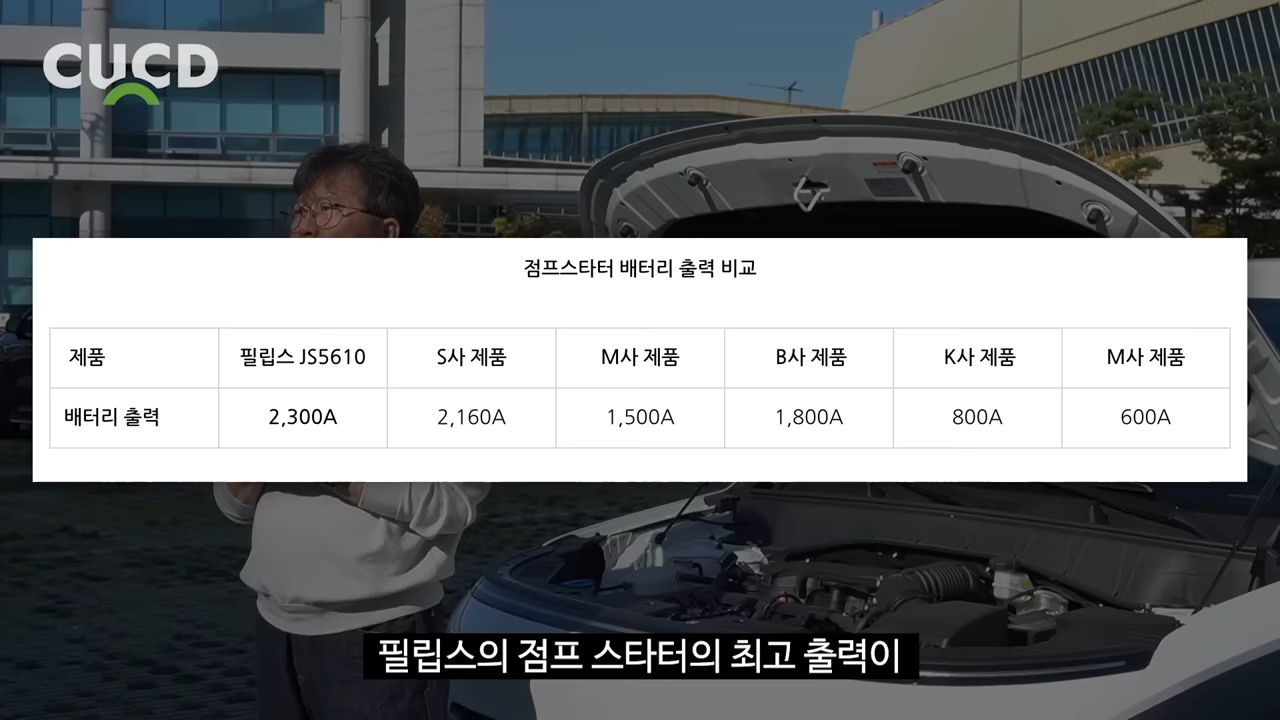 CUCD
점프스타터 배터리 출력 비교
제품 필립스 JS5610 S사 제품 M사 제품 B사 제품 K사 제품 M사 제품
배터리 출력 2,300A 2,160A 1,500A 1,800A 800A 600A
필립스의 점프 스타터의 최고 출력이